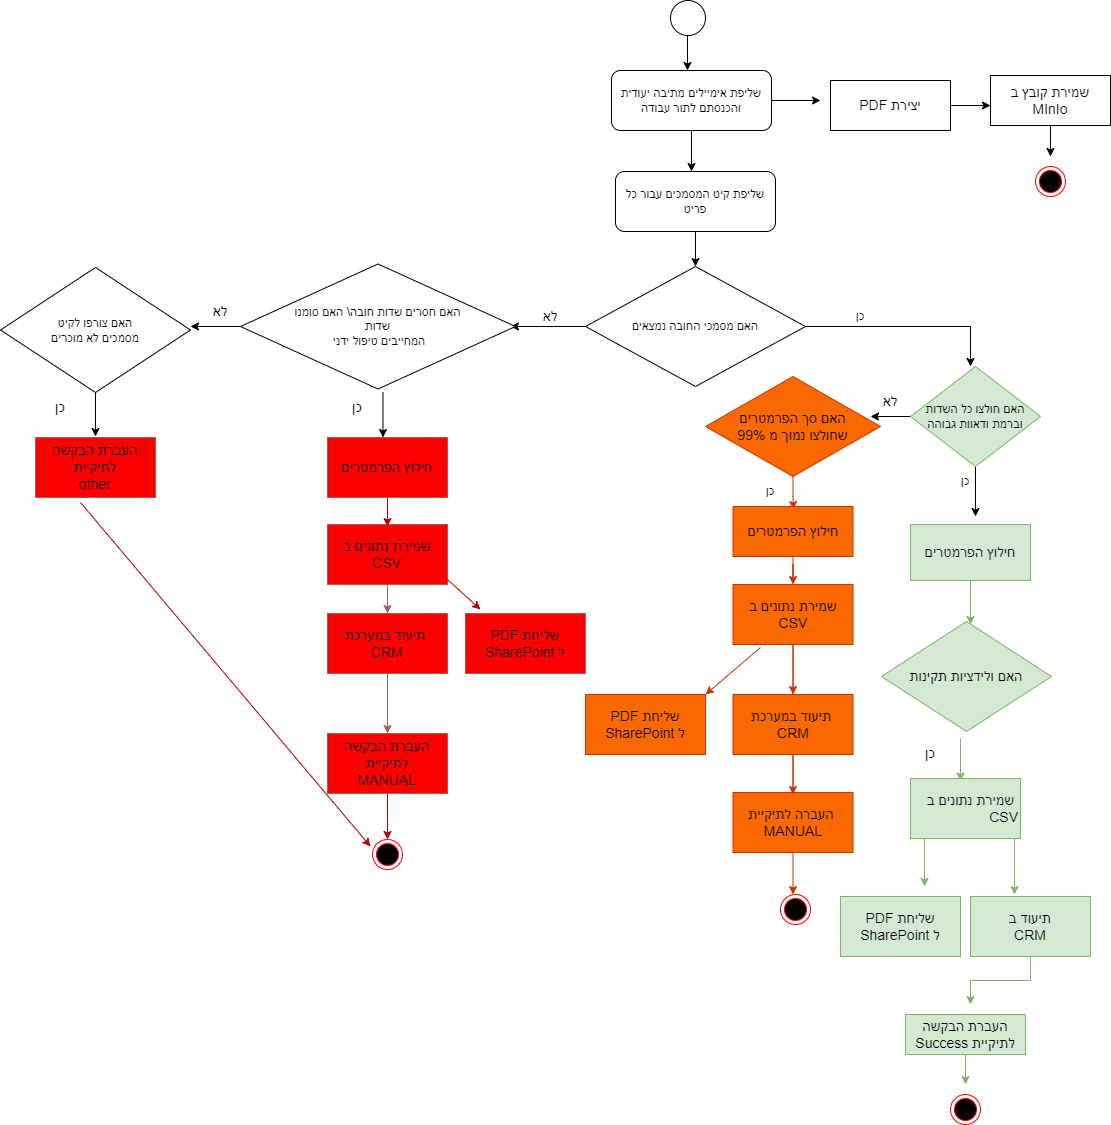 שליפת אימיילים מתיבה יעודית
והכנסתם לתור עבודה
יצירת PDF
שמירת קובץ ב
MInIo
שליפת קיט המסמכים עבור כל
פריט
האם מסמכי החובה נמצאים
כן
לא
האם חסרים שדות חובה\ האם סומנו
שדות
המחייבים טיפול ידני
לא
האם צורפו לקיט
מסמכים לא מוכרים
כן
העברת הבקשה
לתיקיית
other
כן
חילוץ הפרמטרים
שמירת נתונים ב
CSV
תיעוד במערכת
CRM
שליחת PDF
ל SharePoint
העברת הבקשה
לתיקיית
MANUAL
האם חולצו כל השדות
וברמת ודאוות גבוהה
לא
האם סך הפרמטרים
שחולצו נמוך מ 99%
כן
חילוץ הפרמטרים
שמירת נתונים ב
CSV
שליחת PDF
ל SharePoint
תיעוד במערכת
CRM
העברה לתיקיית
MANUAL
כן
חילוץ הפרמטרים
האם ולידציות תקינות
כן
שמירת נתונים ב
CSV
שליחת PDF
ל SharePoint
תיעוד ב
CRM
העברת הבקשה
לתיקיית Success